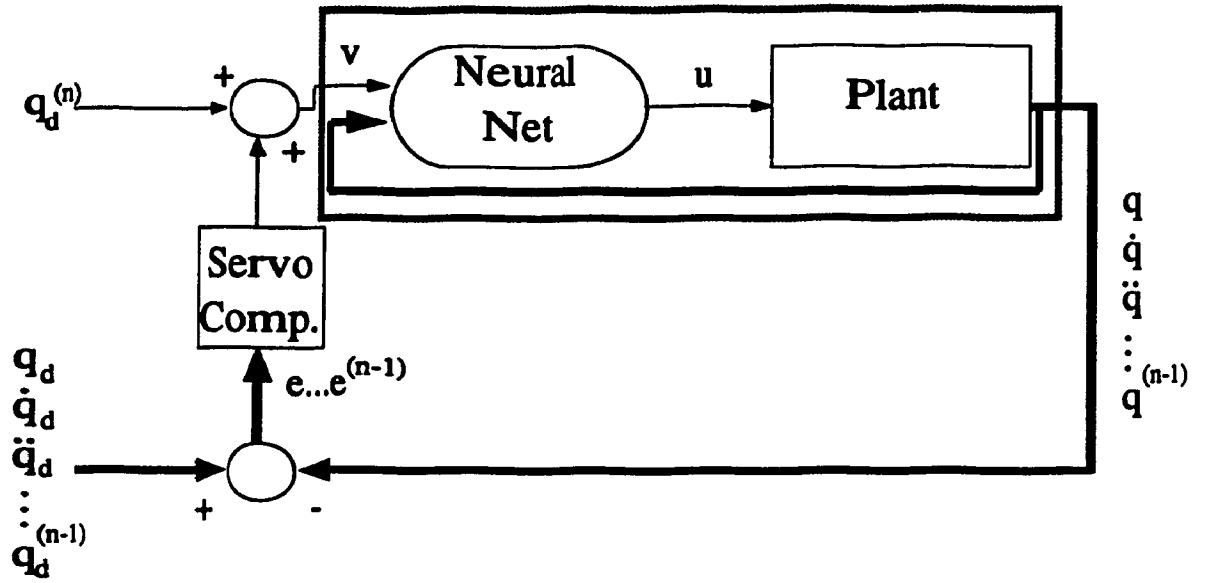 q_d^(n)
+
+
v
Neural
Net
u
Plant
Servo
Comp.
e...e^(n-1)
q_d
q̇_d
q̈_d
⋮
q_d^(n-1)
+
-
q
q̇
q̈
⋮
q^(n-1)